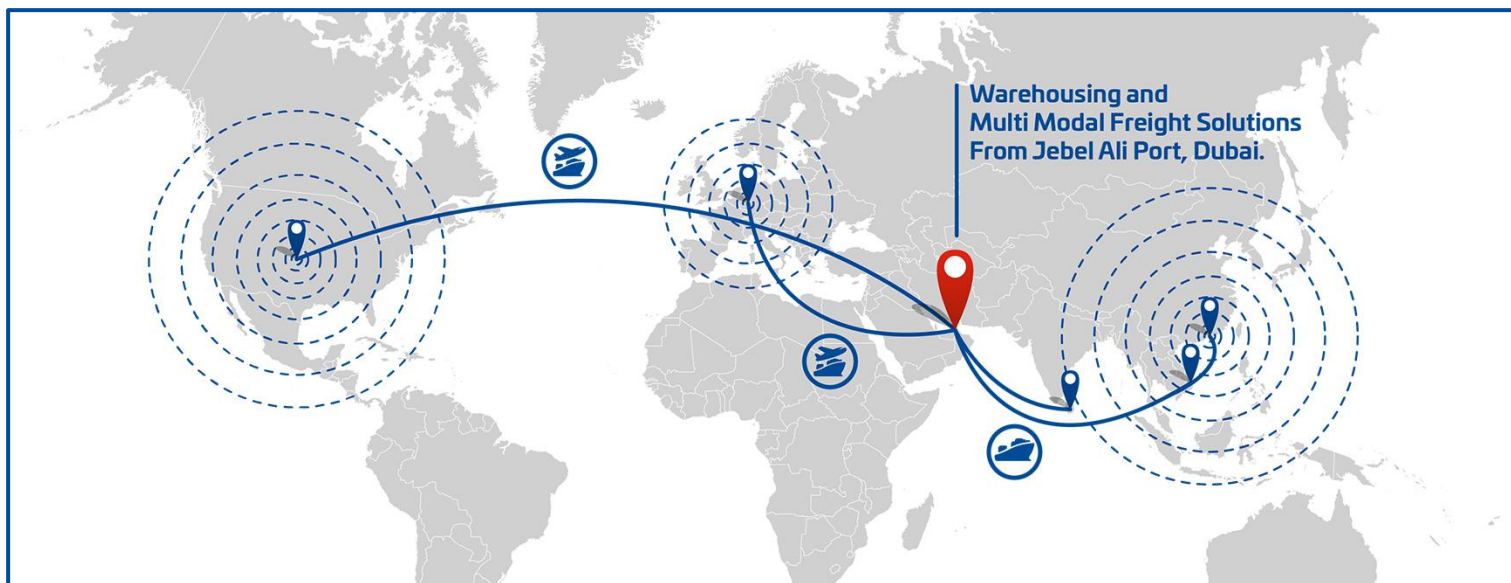 Warehousing and
Multi Modal Freight Solutions
From Jebel Ali Port, Dubai.